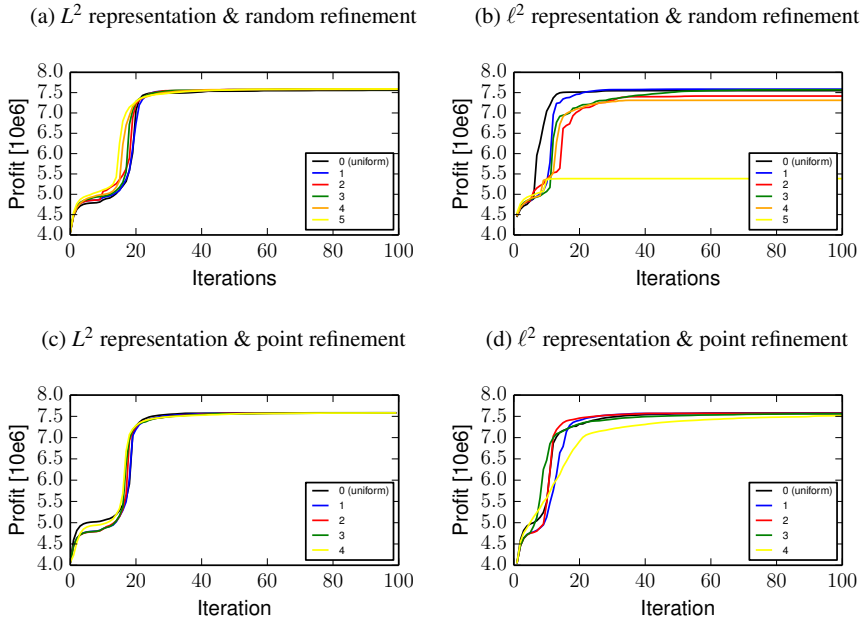 (a) L² representation & random refinement
8.0
7.5
7.0
6.5
6.0
5.5
5.0
4.5
4.0
Profit [10e6]
0 (uniform)
1
2
3
4
5
0 20 40 60 80 100
Iterations
(b) ℓ² representation & random refinement
8.0
7.5
7.0
6.5
6.0
5.5
5.0
4.5
4.0
Profit [10e6]
0 (uniform)
1
2
3
4
5
0 20 40 60 80 100
Iterations
(c) L² representation & point refinement
8.0
7.5
7.0
6.5
6.0
5.5
5.0
4.5
4.0
Profit [10e6]
0 (uniform)
1
2
3
4
0 20 40 60 80 100
Iteration
(d) ℓ² representation & point refinement
8.0
7.5
7.0
6.5
6.0
5.5
5.0
4.5
4.0
Profit [10e6]
0 (uniform)
1
2
3
4
0 20 40 60 80 100
Iteration